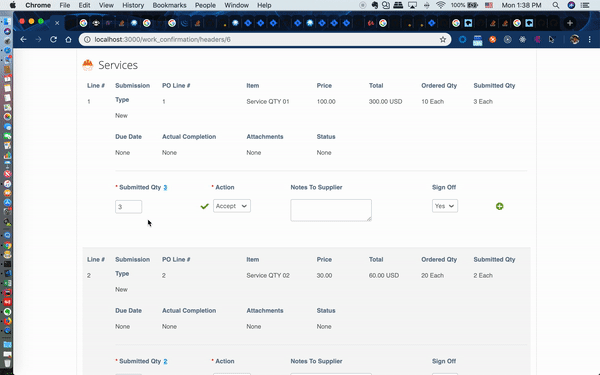 Chrome File Edit View History Bookmarks People Window Help 100% Mon 1:38 PM
localhost:3000/work_confirmation/headers/6
Services
Line # Submission Type PO Line # Item Price Total Ordered Qty Submitted Qty
1 New 1 Service QTY 01 100.00 300.00 USD 10 Each 3 Each
Due Date Actual Completion Attachments Status
None None None None
* Submitted Qty 3 * Action Notes To Supplier Sign Off
3 Accept Yes
Line # Submission Type PO Line # Item Price Total Ordered Qty Submitted Qty
2 New 2 Service QTY 02 30.00 60.00 USD 20 Each 2 Each
Due Date Actual Completion Attachments Status
None None None None
* Submitted Qty 2 * Action Notes To Supplier Sign Off